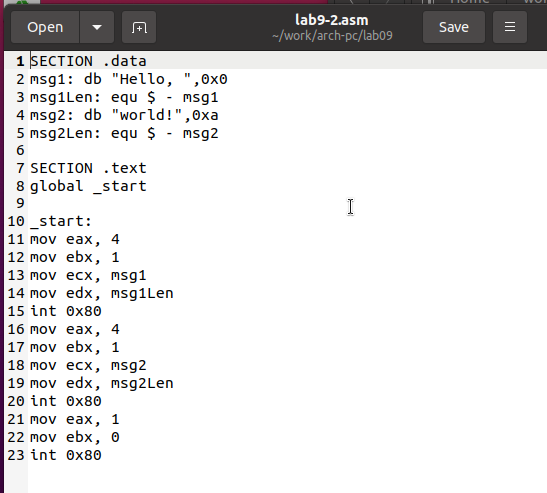 Home
Open
lab9-2.asm
~/work/arch-pc/lab09
Save
1 SECTION .data
2 msg1: db "Hello, ",0x0
3 msg1Len: equ $ - msg1
4 msg2: db "world!",0xa
5 msg2Len: equ $ - msg2
6
7 SECTION .text
8 global _start
9
10 _start:
11 mov eax, 4
12 mov ebx, 1
13 mov ecx, msg1
14 mov edx, msg1Len
15 int 0x80
16 mov eax, 4
17 mov ebx, 1
18 mov ecx, msg2
19 mov edx, msg2Len
20 int 0x80
21 mov eax, 1
22 mov ebx, 0
23 int 0x80